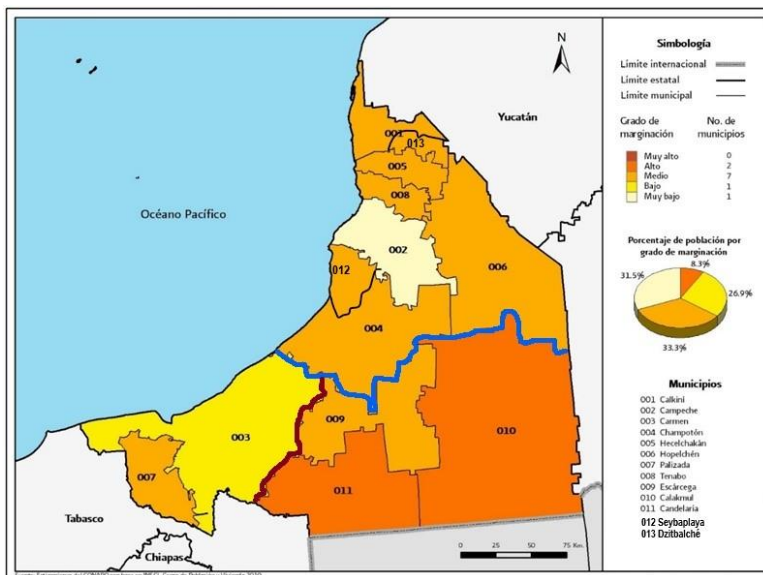 N
Yucatán
Océano Pacífico
001
013
005
008
002
012
006
004
009
003
010
007
011
Tabasco
Chiapas
0 25 50 75 Km.
Simbología
Límite internacional
Límite estatal
Límite municipal
Grado de marginación No. de municipios
Muy alto 0
Alto 2
Medio 7
Bajo 1
Muy bajo 1
Porcentaje de población por
grado de marginación
8.3%
31.5%
26.9%
33.3%
Municipios
001 Calkiní
002 Campeche
003 Carmen
004 Champotón
005 Hecelchakán
006 Hopelchén
007 Palizada
008 Tenabo
009 Escárcega
010 Calakmul
011 Candelaria
012 Seybaplaya
013 Dzitbalché